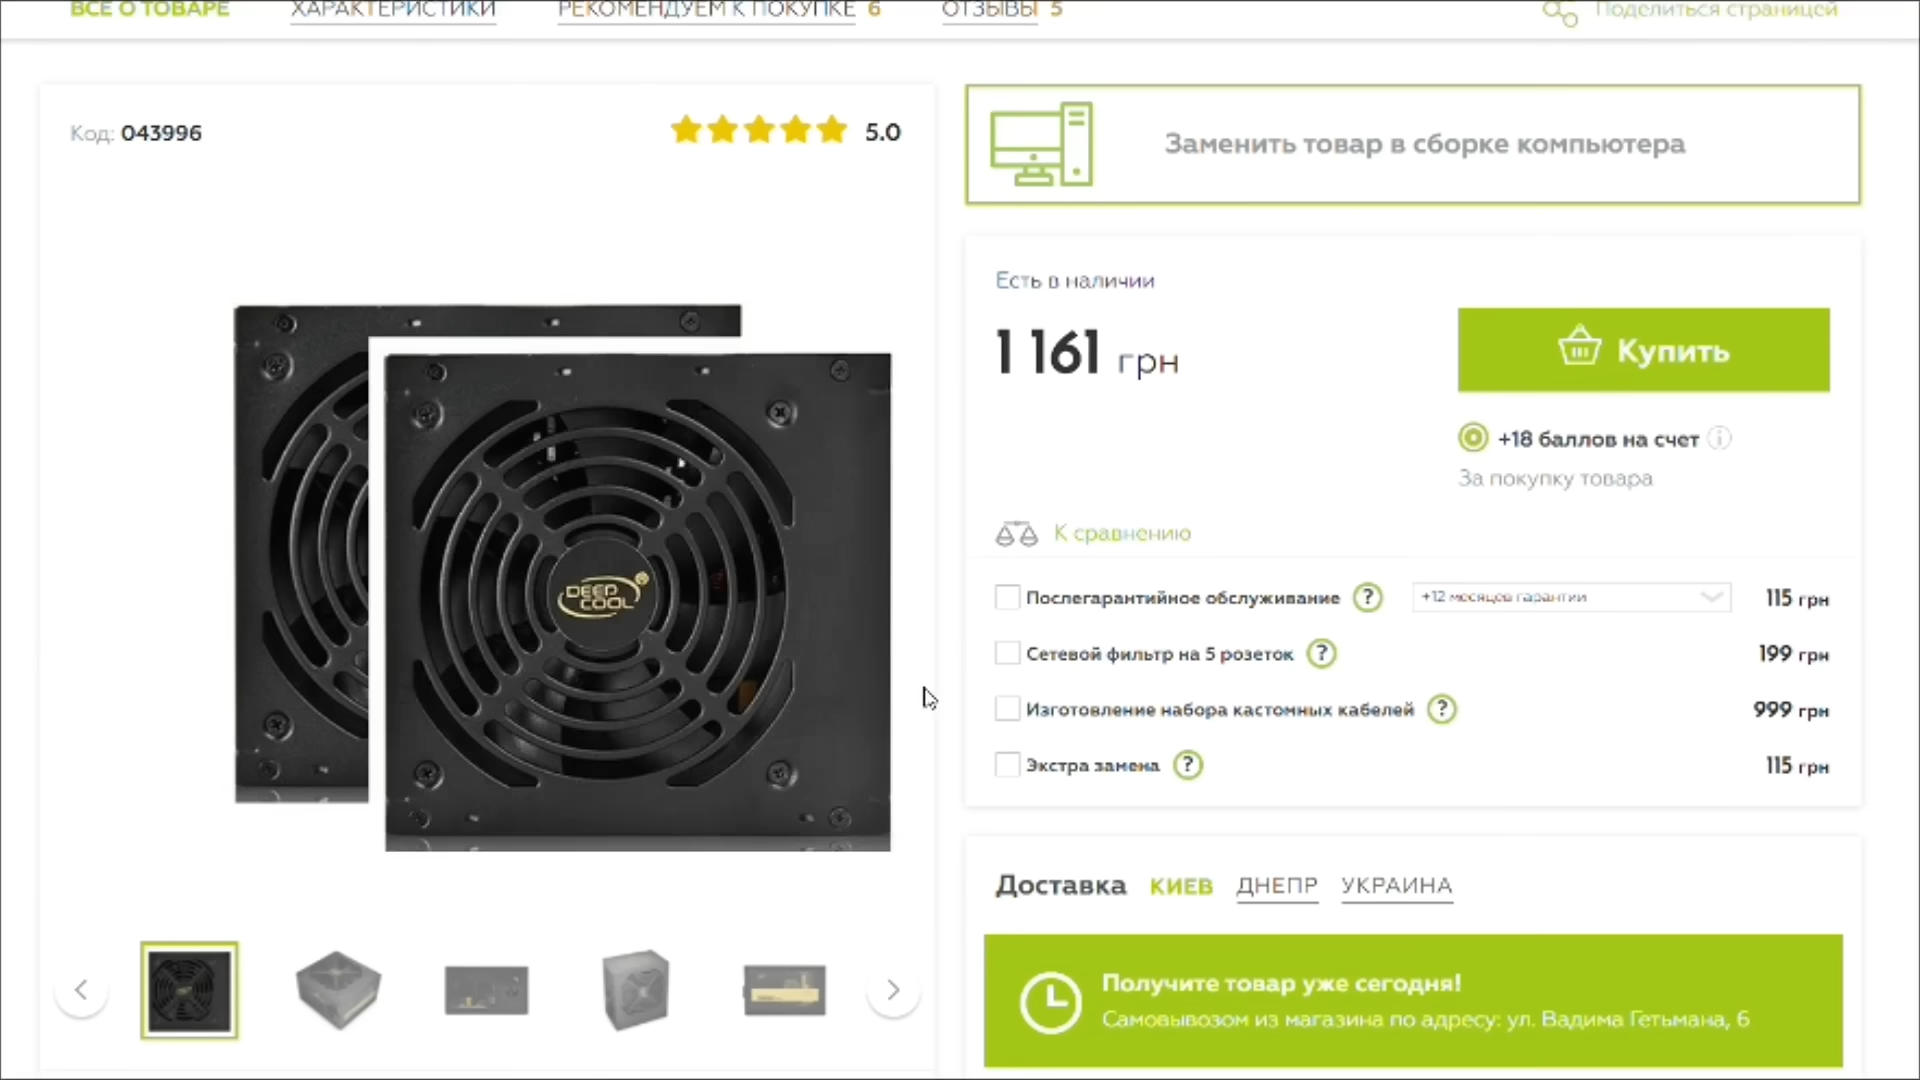 ВСЕ О ТОВАРЕ ХАРАКТЕРИСТИКИ РЕКОМЕНДУЕМ К ПОКУПКЕ 6 ОТЗЫВЫ 5 Поделиться страницей
Код: 043996 5.0
DEEP
COOL
Заменить товар в сборке компьютера
Есть в наличии
1 161 грн
Купить
+18 баллов на счет
За покупку товара
К сравнению
Послегарантийное обслуживание ? +12 месяцев гарантии 115 грн
Сетевой фильтр на 5 розеток ? 199 грн
Изготовление набора кастомных кабелей ? 999 грн
Экстра замена ? 115 грн
Доставка КИЕВ ДНЕПР УКРАИНА
Получите товар уже сегодня!
Самовывозом из магазина по адресу: ул. Вадима Гетьмана, 6